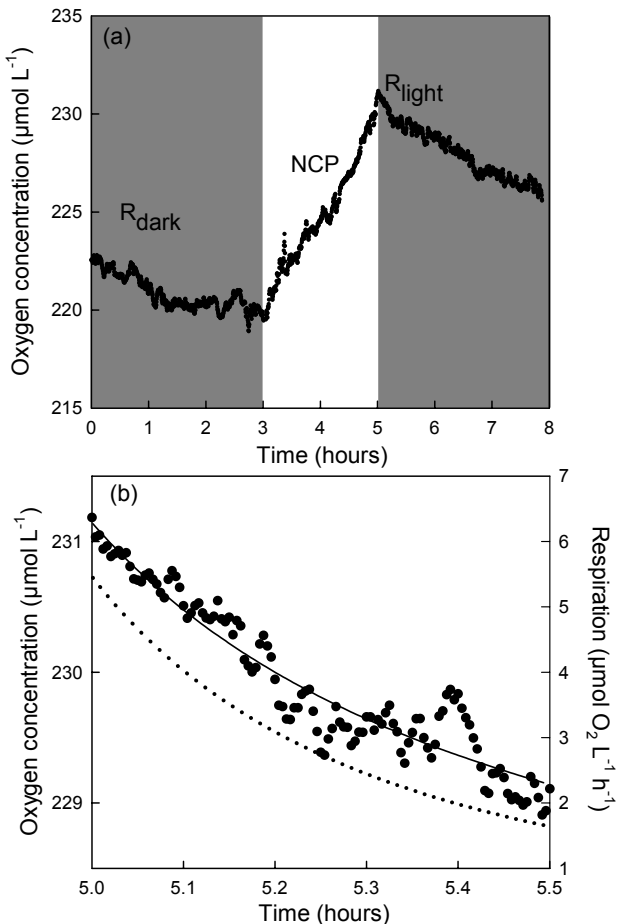 (a)
Oxygen concentration (µmol L-1)
235
230
225
220
215
R_dark
NCP
R_light
0 1 2 3 4 5 6 7 8
Time (hours)
(b)
Oxygen concentration (µmol L-1)
231
230
229
7
6
5
4
3
2
1
Respiration (µmol O2 L-1 h-1)
5.0 5.1 5.2 5.3 5.4 5.5
Time (hours)